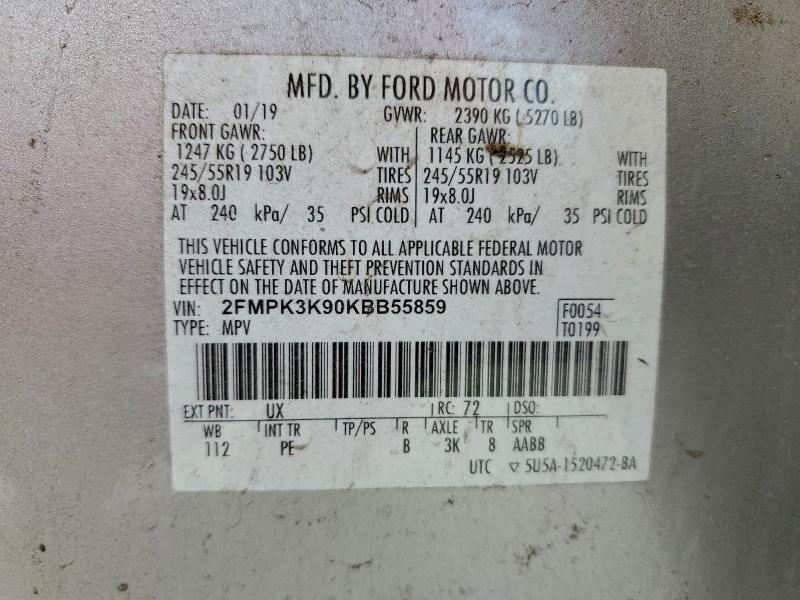 MFD. BY FORD MOTOR CO.
DATE: 01/19 GVWR: 2390 KG ( 5270 LB)
FRONT GAWR: REAR GAWR:
1247 KG ( 2750 LB) WITH 1145 KG ( 2525 LB) WITH
245/55R19 103V TIRES 245/55R19 103V TIRES
19x8.0J RIMS 19x8.0J RIMS
AT 240 kPa/ 35 PSI COLD AT 240 kPa/ 35 PSI COLD
THIS VEHICLE CONFORMS TO ALL APPLICABLE FEDERAL MOTOR
VEHICLE SAFETY AND THEFT PREVENTION STANDARDS IN
EFFECT ON THE DATE OF MANUFACTURE SHOWN ABOVE.
VIN: 2FMPK3K90KBB55859 F0054
TYPE: MPV T0199
EXT PNT: UX RC: 72 DSO:
WB INT TR TP/PS R AXLE TR SPR
112 PE B 3K 8 AABB
UTC ▽ 5U5A-1520472-BA